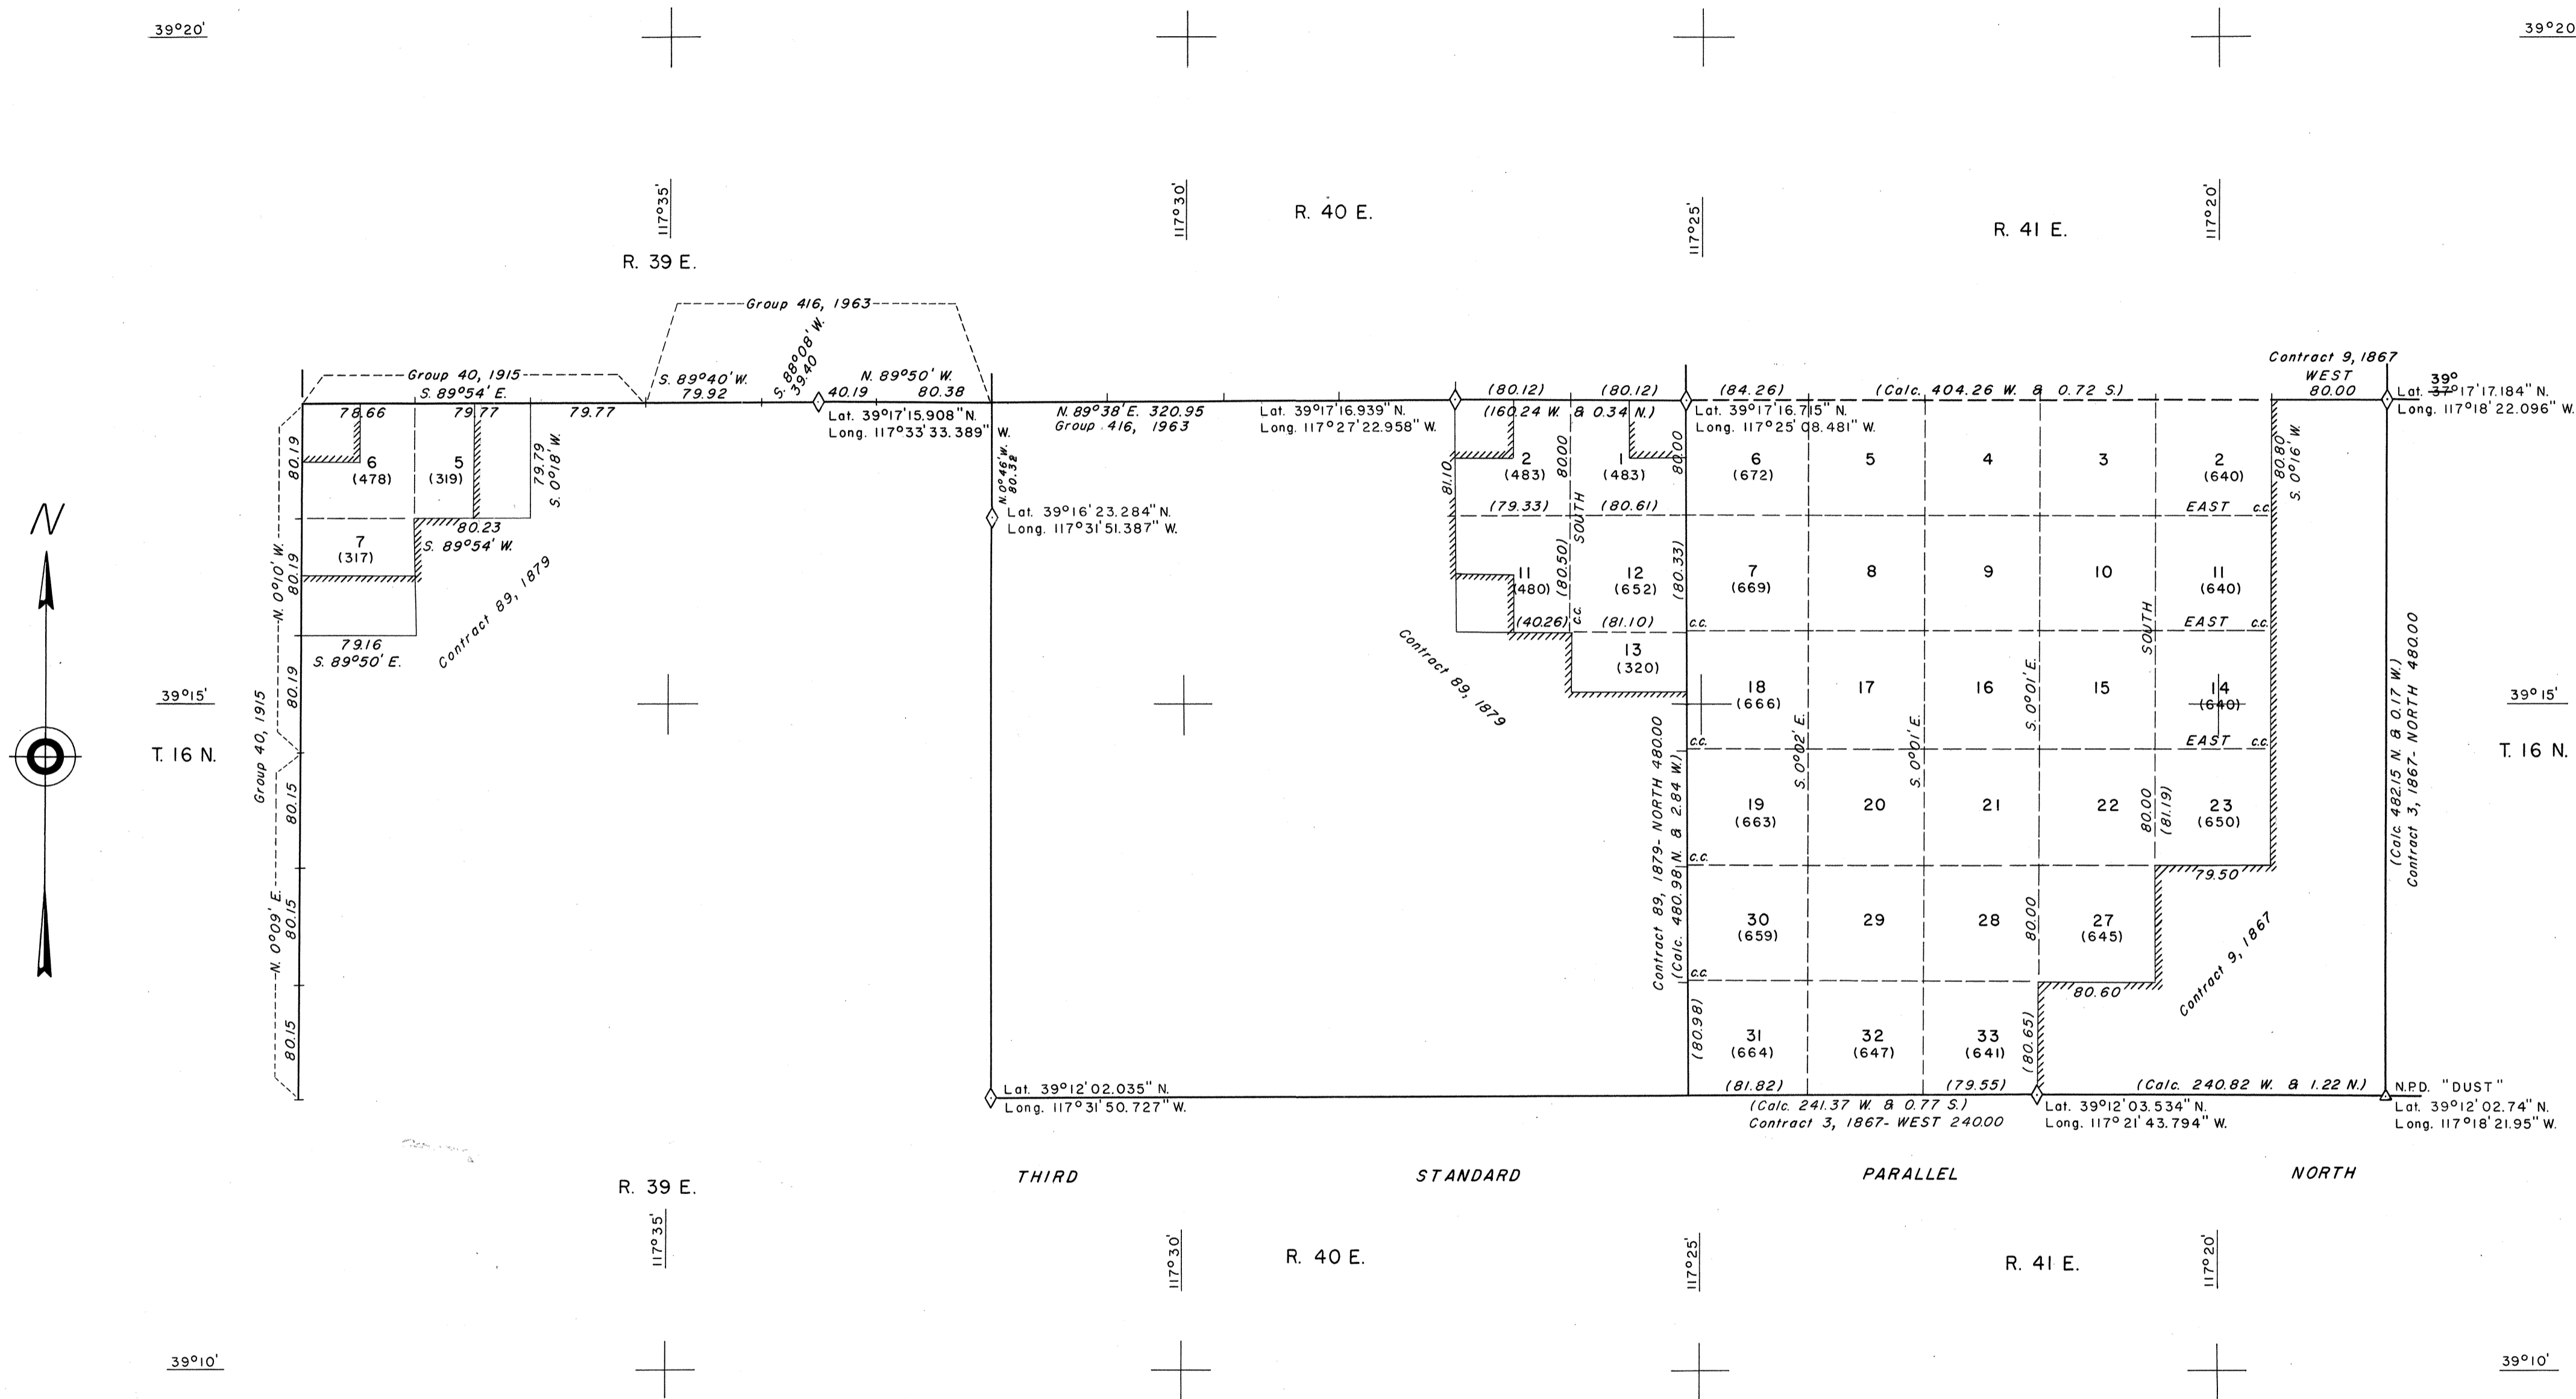 39°20'
39°20
117°35'
117°30'
117°25'
117°20'
R. 39 E.
R. 40 E.
R. 41 E.
Group 416, 1963
Group 40, 1915
S. 89°54' E.
78.66
79.77
79.77
S. 89°40' W.
79.92
S. 88°08' W.
39.40
N. 89°50' W.
40.19
80.38
Lat. 39°17'15.908" N.
Long. 117°33'33.389" W.
N. 89°38' E. 320.95
Group 416, 1963
Lat. 39°17'16.939" N.
Long. 117°27'22.958" W.
(80.12)
(80.12)
(160.24 W. & 0.34 N.)
(84.26)
(Calc. 404.26 W. & 0.72 S.)
Lat. 39°17'16.715" N.
Long. 117°25'08.481" W.
Contract 9, 1867
WEST
80.00
39°
Lat. 37°17'17.184" N.
Long. 117°18'22.096" W.
80.19
6
(478)
5
(319)
79.79
S. 0°18' W.
80.23
S. 89°54' W.
7
(317)
N. 0°10' W.
80.19
80.19
79.16
S. 89°50' E.
Contract 89, 1879
Group 40, 1915
N. 0°09' E.
80.15
80.15
80.15
N. 0°46' W.
80.32
Lat. 39°16'23.284" N.
Long. 117°31'51.387" W.
81.10
2
(483)
80.00
1
(483)
80.00
(79.33)
(80.61)
SOUTH
11
(480)
(80.50)
12
(652)
(80.33)
(40.26)
c.c.
(81.10)
13
(320)
Contract 89, 1879
6
(672)
5
4
3
2
(640)
80.80
S. 0°16' W.
EAST
c.c.
7
(669)
8
9
10
11
(640)
c.c.
SOUTH
EAST
c.c.
18
(666)
17
16
15
14
(640)
S. 0°02' E.
S. 0°01' E.
S. 0°01' E.
c.c.
EAST
c.c.
19
(663)
20
21
22
80.00
(81.19)
23
(650)
c.c.
79.50
30
(659)
29
28
80.00
27
(645)
c.c.
80.60
Contract 9, 1867
31
(664)
32
(647)
33
(641)
(80.98)
(80.65)
(81.82)
(79.55)
Contract 89, 1879- NORTH 480.00
(Calc. 480.98 N. & 2.84 W.)
(Calc. 482.15 N. & 0.17 W.)
Contract 3, 1867- NORTH 480.00
39°15'
39°15'
T. 16 N.
T. 16 N.
N
Lat. 39°12'02.035" N.
Long. 117°31'50.727" W.
(Calc. 241.37 W. & 0.77 S.)
Contract 3, 1867- WEST 240.00
Lat. 39°12'03.534" N.
Long. 117°21'43.794" W.
(Calc. 240.82 W. & 1.22 N.)
N.P.D. "DUST"
Lat. 39°12'02.74" N.
Long. 117°18'21.95" W.
THIRD STANDARD PARALLEL NORTH
R. 39 E.
R. 40 E.
R. 41 E.
117°35'
117°30'
117°25'
117°20'
39°10'
39°10'